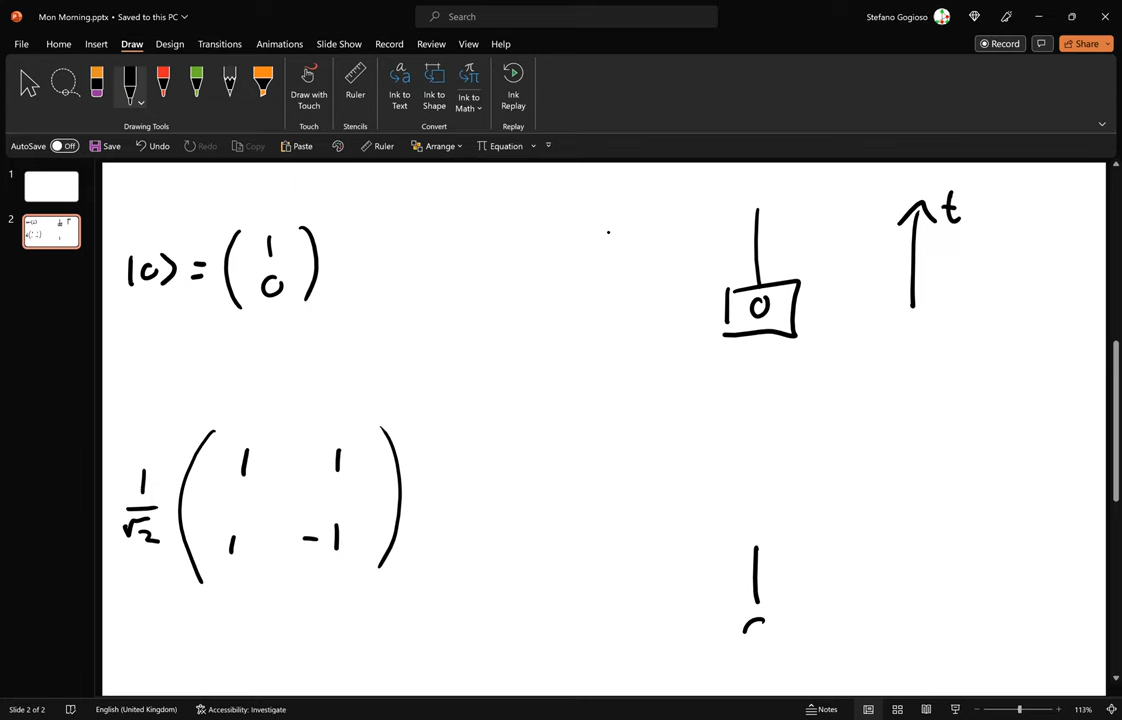 Mon Morning.pptx • Saved to this PC
Search
Stefano Gogioso
File Home Insert Draw Design Transitions Animations Slide Show Record Review View Help
Record
Share
Draw with Touch
Ruler
Ink to Text
Ink to Shape
Ink to Math
Ink Replay
Drawing Tools
Touch
Stencils
Convert
Replay
AutoSave Off Save Undo Redo Copy Paste Ruler Arrange Equation
1
2
t
|0> = ( 1
0 )
0
1/√2 ( 1 1
1 -1 )
Slide 2 of 2 English (United Kingdom) Accessibility: Investigate Notes 113%